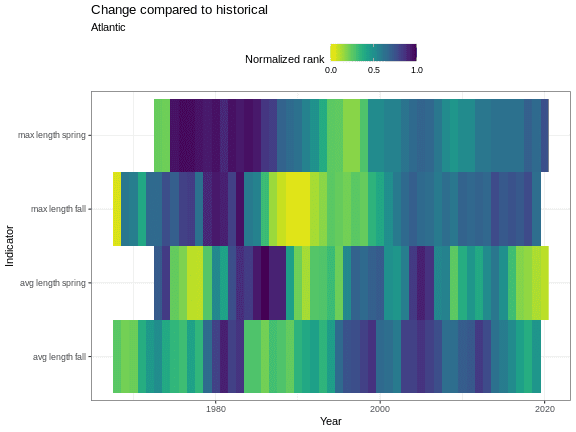 Change compared to historical
Atlantic
Normalized rank
0.0 0.5 1.0
Indicator
max length spring
max length fall
avg length spring
avg length fall
1980 2000 2020
Year